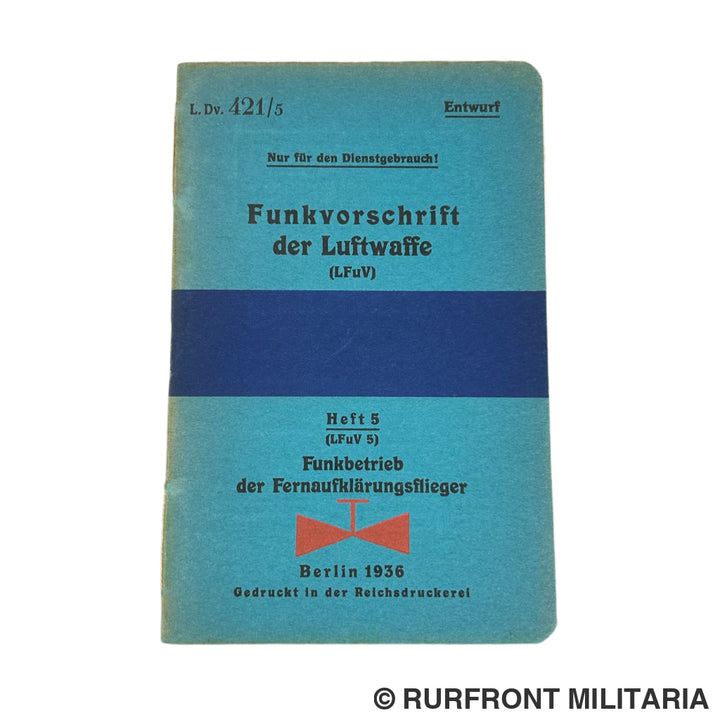 L. Dv. 421/5
Entwurf
Nur für den Dienstgebrauch!
Funkvorschrift
der Luftwaffe
(LFuV)
Heft 5
(LFuV 5)
Funkbetrieb
der Fernaufklärungsflieger
Berlin 1936
Gedruckt in der Reichsdruckerei
© RURFRONT MILITARIA